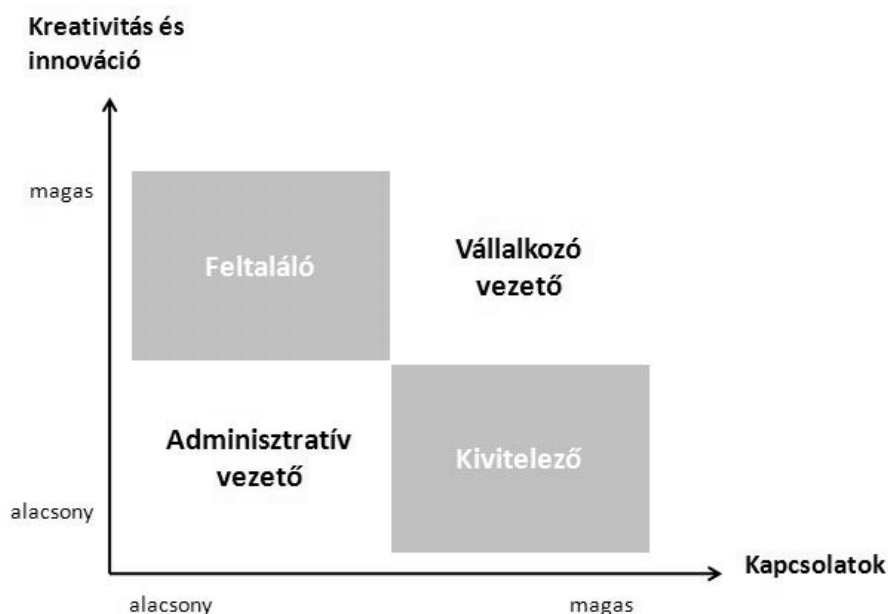 Kreativitás és
innováció
magas
Feltaláló
Vállalkozó
vezető
Adminisztratív
vezető
Kivitelező
alacsony
Kapcsolatok
alacsony
magas